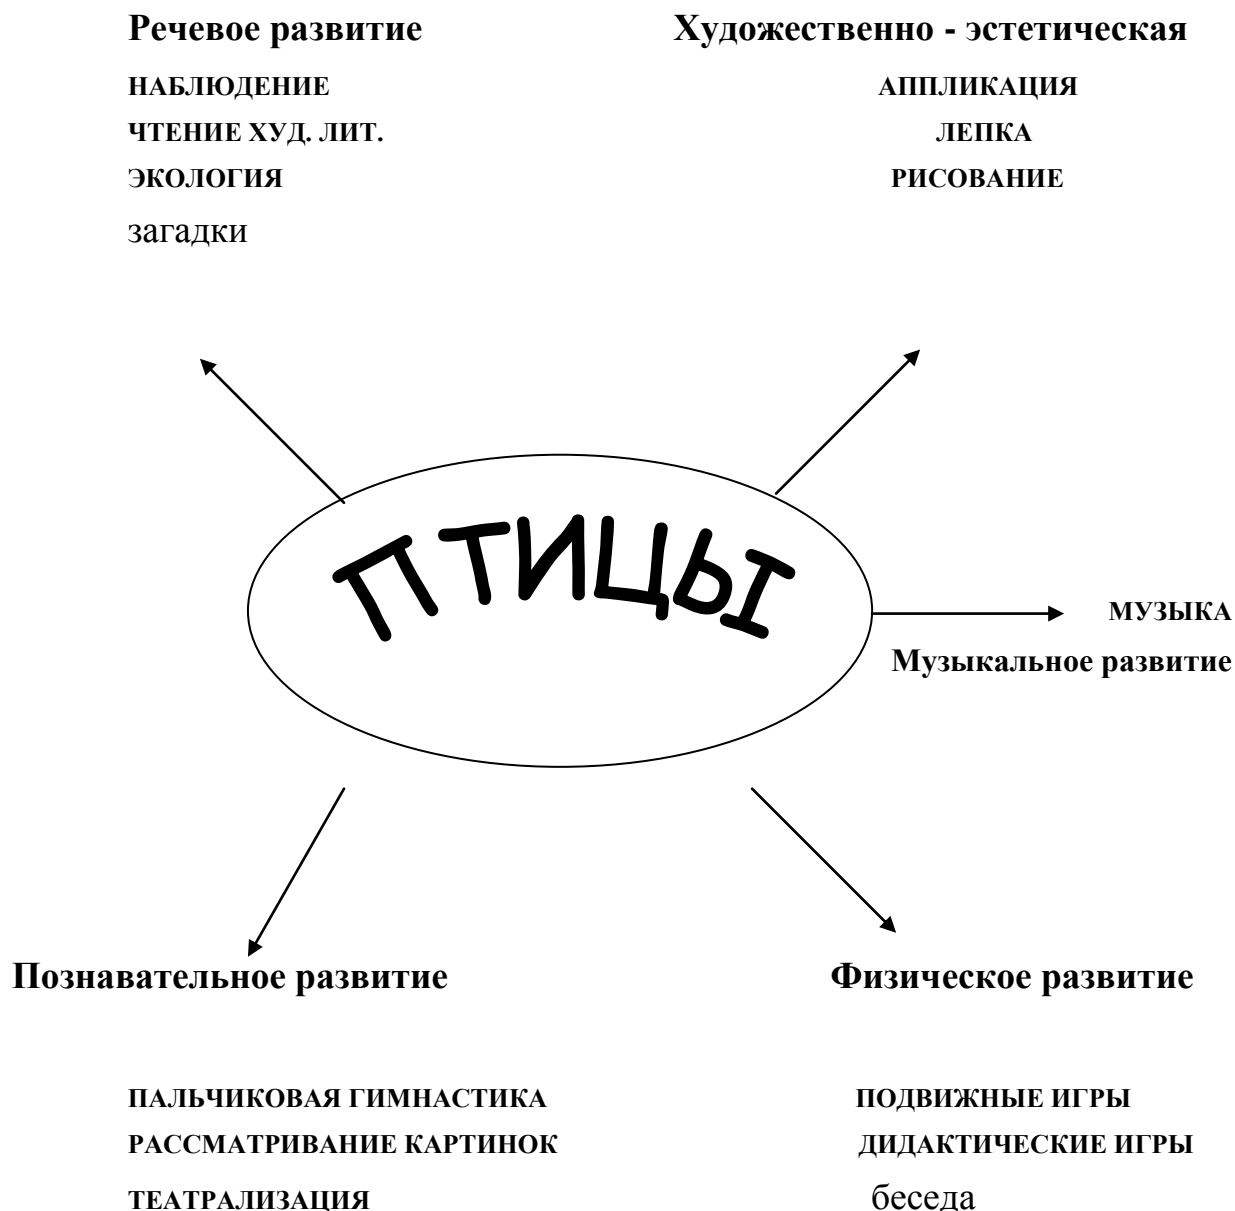 Речевое развитие
НАБЛЮДЕНИЕ
ЧТЕНИЕ ХУД. ЛИТ.
ЭКОЛОГИЯ
загадки
Художественно - эстетическая
АППЛИКАЦИЯ
ЛЕПКА
РИСОВАНИЕ
ПТИЦЫ
МУЗЫКА
Музыкальное развитие
Познавательное развитие
ПАЛЬЧИКОВАЯ ГИМНАСТИКА
РАССМАТРИВАНИЕ КАРТИНОК
ТЕАТРАЛИЗАЦИЯ
Физическое развитие
ПОДВИЖНЫЕ ИГРЫ
ДИДАКТИЧЕСКИЕ ИГРЫ
беседа